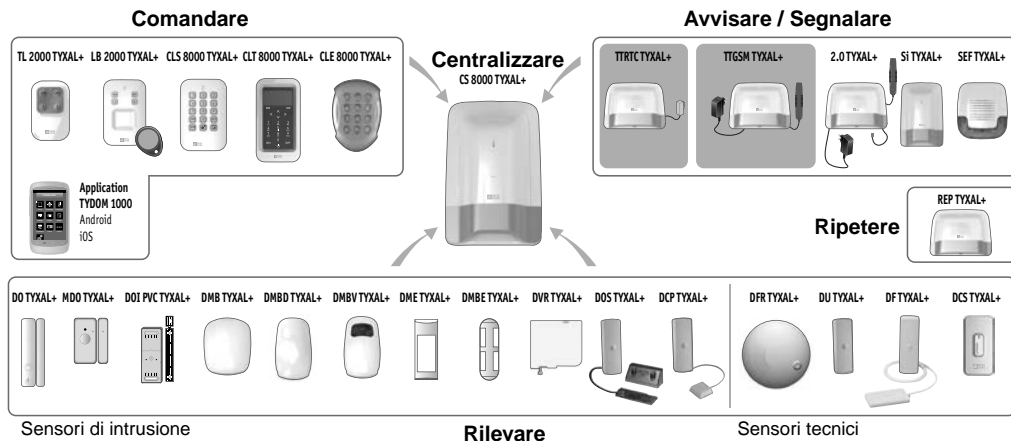 Comandare
Avvisare / Segnalare
TL 2000 TYXAL+ LB 2000 TYXAL+ CLS 8000 TYXAL+ CLT 8000 TYXAL+ CLE 8000 TYXAL+
Centralizzare
CS 8000 TYXAL+
TTRTC TYXAL+ TTGSM TYXAL+ 2.0 TYXAL+ Si TYXAL+ SEF TYXAL+
Application
TYDOM 1000
Android
iOS
Ripetere
REP TYXAL+
DO TYXAL+ MDO TYXAL+ DOI PVC TYXAL+ DMB TYXAL+ DMBD TYXAL+ DMBV TYXAL+ DME TYXAL+ DMBE TYXAL+ DVR TYXAL+ DOS TYXAL+ DCP TYXAL+ DFR TYXAL+ DU TYXAL+ DF TYXAL+ DCS TYXAL+
Sensori di intrusione
Rilevare
Sensori tecnici